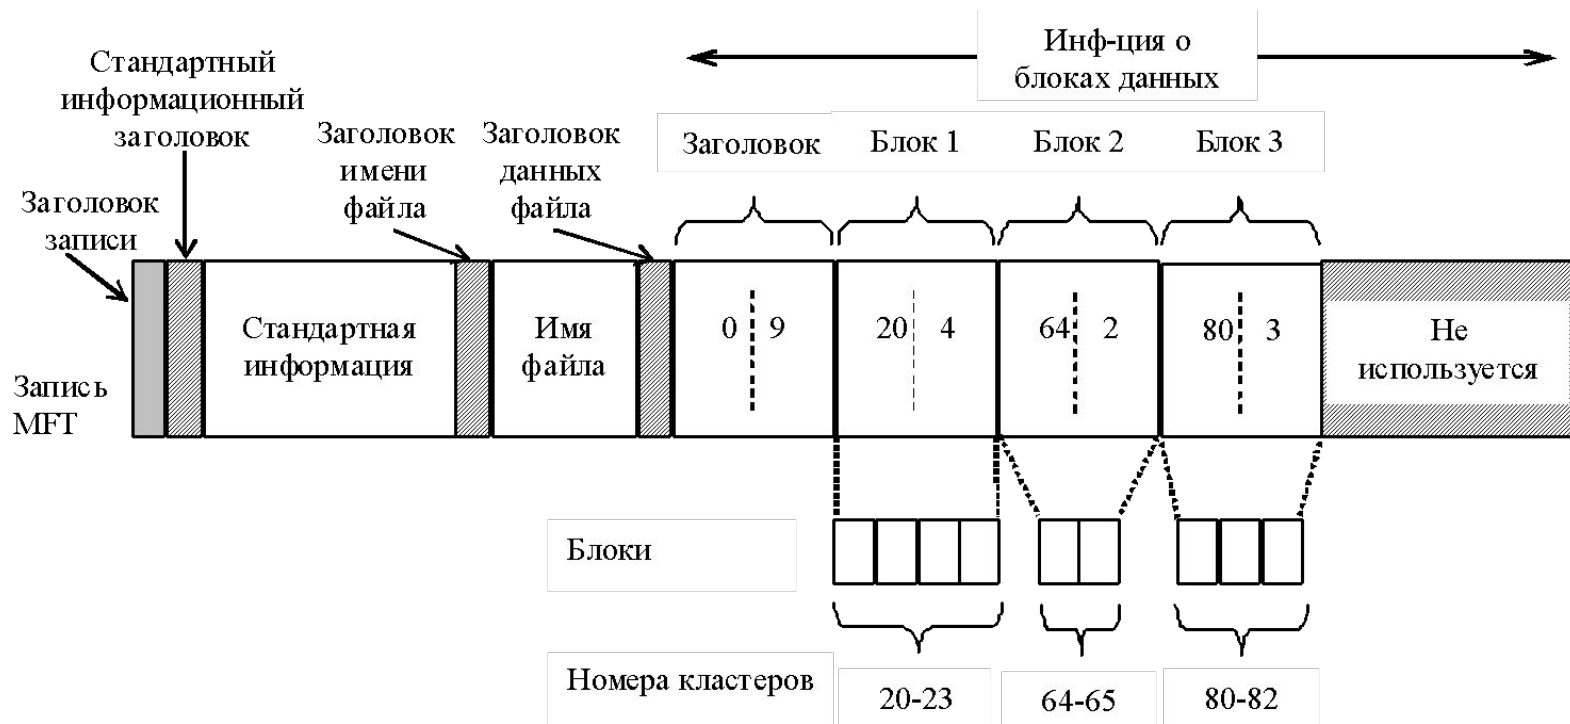 Инф-ция о
блоках данных
Стандартный
информационный
заголовок
Заголовок
имени
файла
Заголовок
данных
файла
Заголовок
Блок 1
Блок 2
Блок 3
Заголовок
записи
Стандартная
информация
Имя
файла
0 9
20 4
64 2
80 3
Не
используется
Запись
MFT
Блоки
Номера кластеров
20-23
64-65
80-82